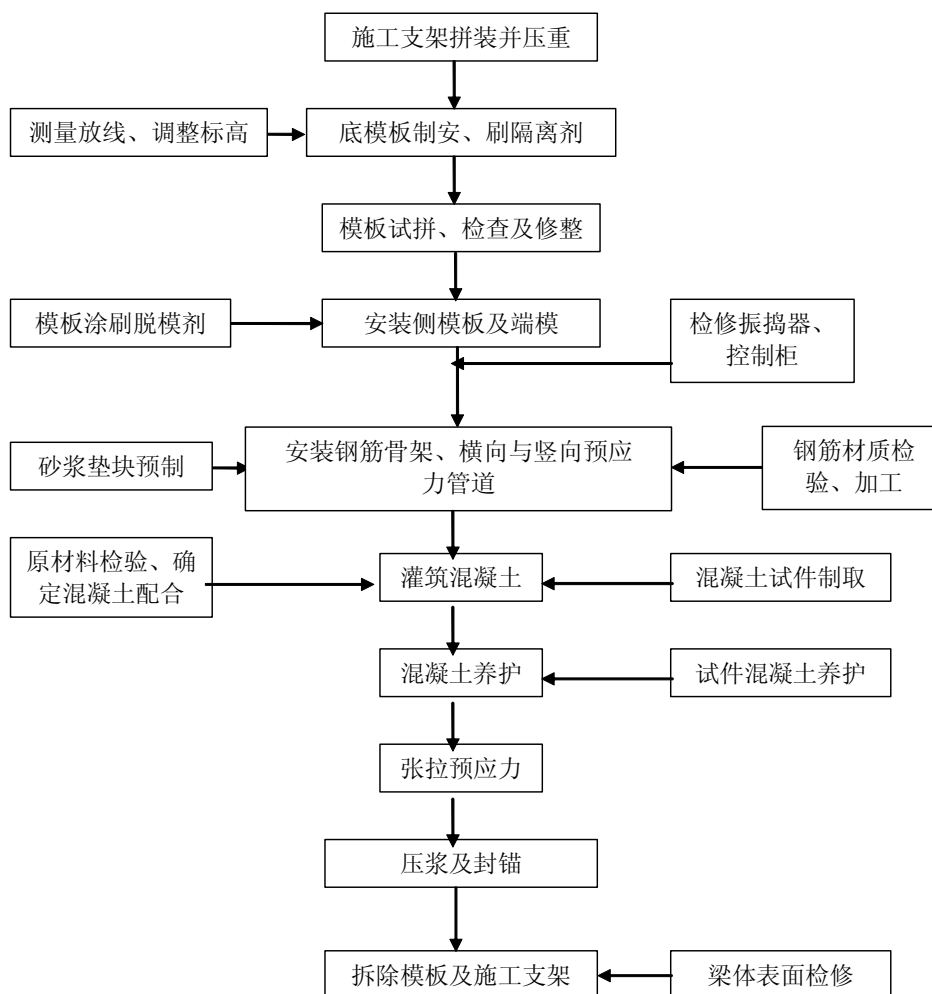 施工支架拼装并压重
测量放线、调整标高
底模板制安、刷隔离剂
模板试拼、检查及修整
模板涂刷脱模剂
安装侧模板及端模
检修振捣器、
控制柜
砂浆垫块预制
安装钢筋骨架、横向与竖向预应
力管道
钢筋材质检
验、加工
原材料检验、确
定混凝土配合
灌筑混凝土
混凝土试件制取
混凝土养护
试件混凝土养护
张拉预应力
压浆及封锚
拆除模板及施工支架
梁体表面检修